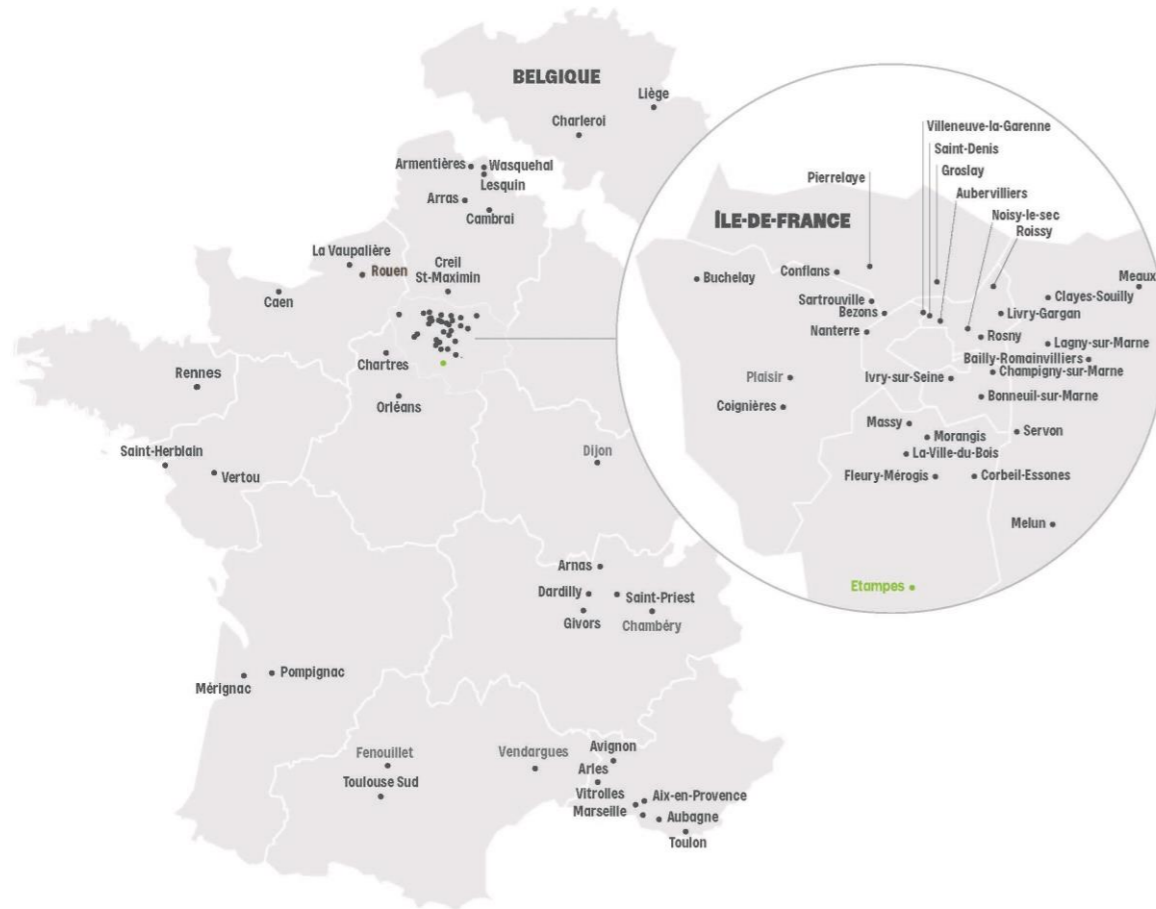 BELGIQUE
Liège
Charleroi
Armentières
Wasquehal
Lesquin
Arras
Cambrai
La Vaupalière
Rouen
Creil
St-Maximin
Caen
Chartres
Orléans
Rennes
Saint-Herblain
Vertou
Dijon
Arnas
Dardilly
Saint-Priest
Givors
Chambéry
Pompignac
Mérignac
Fenouillet
Toulouse Sud
Vendargues
Avignon
Arles
Vitrolles
Marseille
Aix-en-Provence
Aubagne
Toulon
ÎLE-DE-FRANCE
Villeneuve-la-Garenne
Saint-Denis
Groslay
Aubervilliers
Noisy-le-sec
Roissy
Pierrelaye
Meaux
Buchelay
Conflans
Clayes-Souilly
Sartrouville
Bezons
Livry-Gargan
Nanterre
Rosny
Lagny-sur-Marne
Bailly-Romainvilliers
Champigny-sur-Marne
Plaisir
Ivry-sur-Seine
Bonneuil-sur-Marne
Coignières
Massy
Morangis
Servon
La-Ville-du-Bois
Fleury-Mérogis
Corbeil-Essones
Melun
Etampes